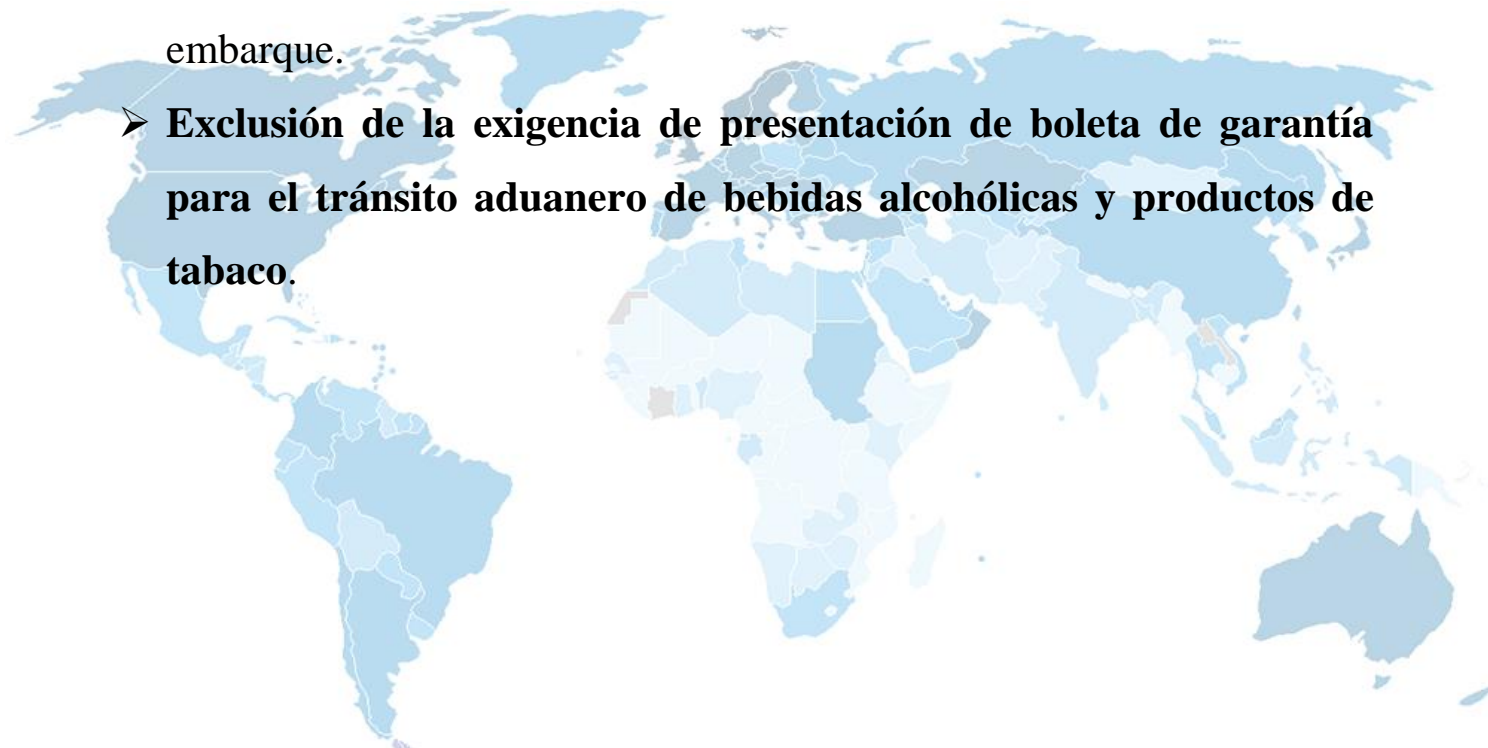 embarque.
➢ Exclusión de la exigencia de presentación de boleta de garantía
para el tránsito aduanero de bebidas alcohólicas y productos de
tabaco.